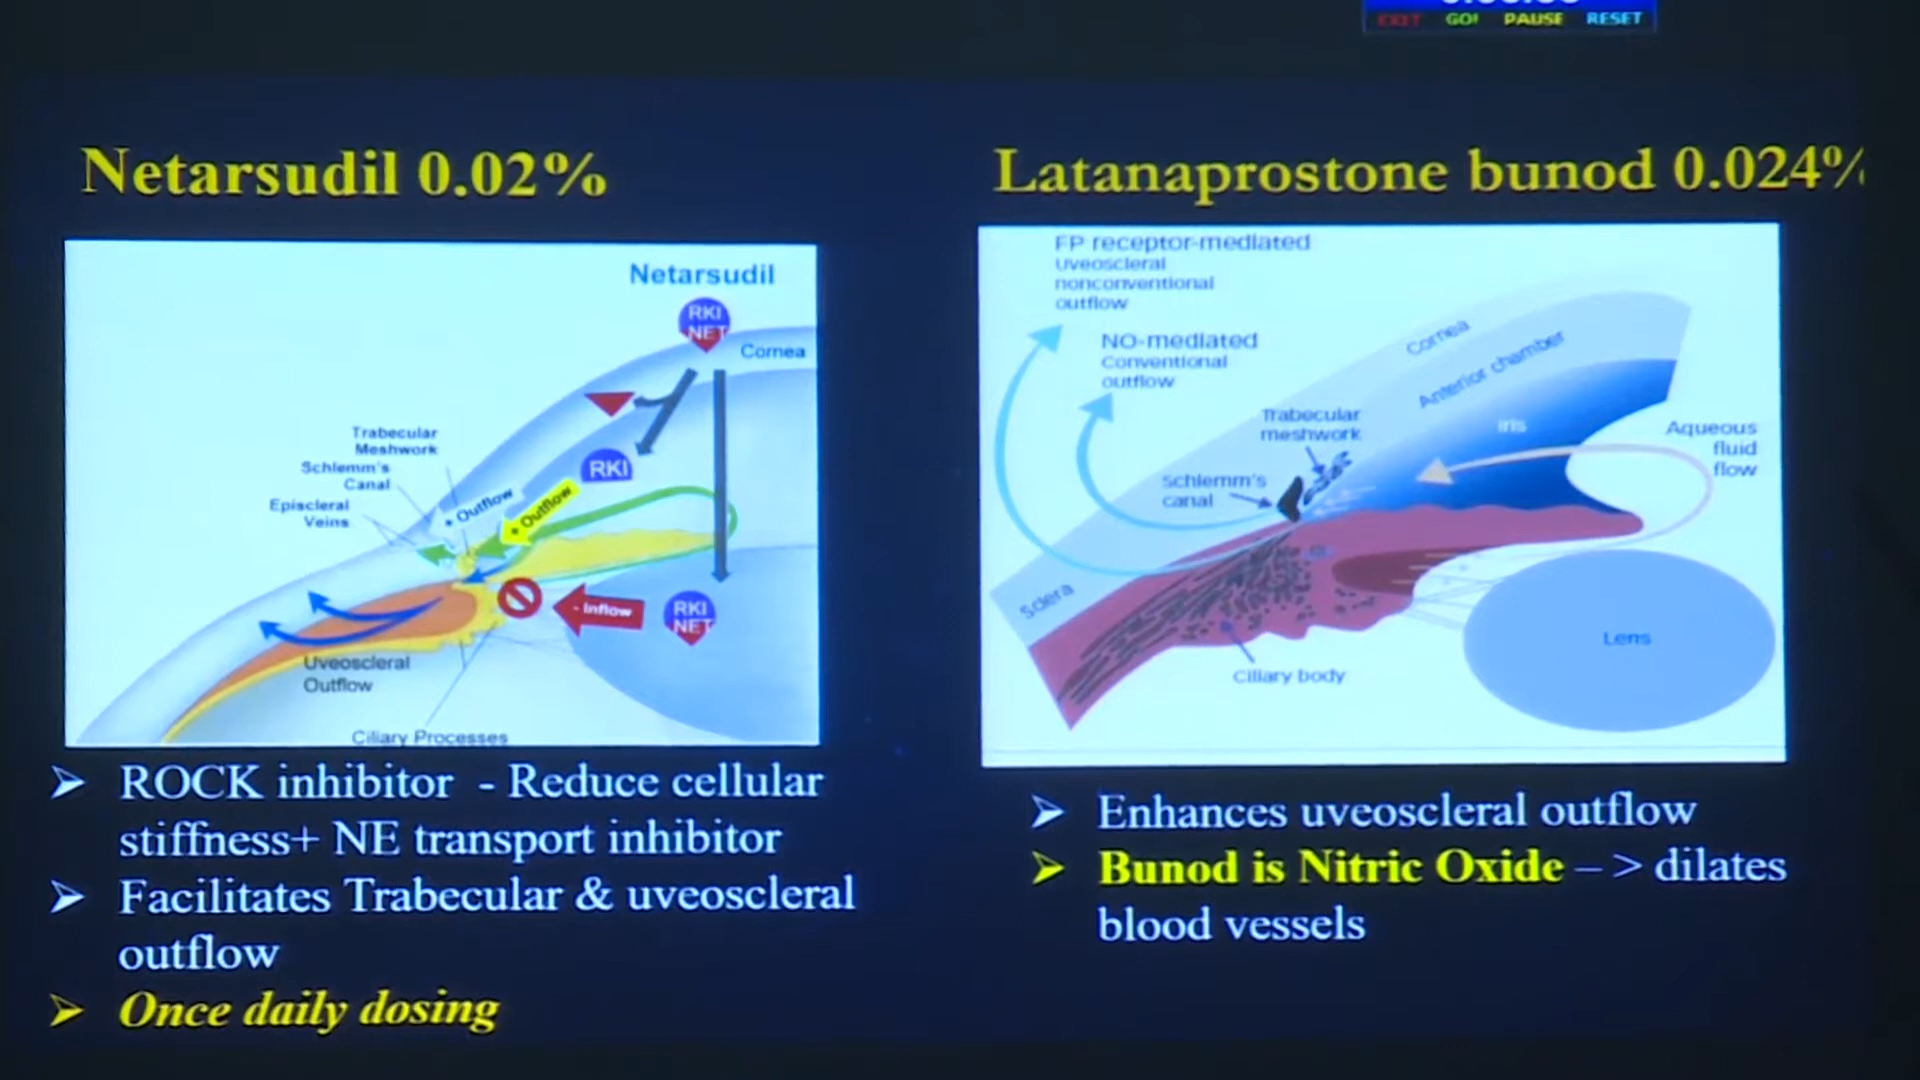 EXIT GO! PAUSE RESET
Netarsudil 0.02%
Netarsudil
RKI
NET
Cornea
Trabecular
Meshwork
Schlemm's
Canal
Episcleral
Veins
RKI
+ Outflow
+ Outflow
- Inflow
RKI
NET
Uveoscleral
Outflow
Ciliary Processes
➢ ROCK inhibitor - Reduce cellular
stiffness+ NE transport inhibitor
➢ Facilitates Trabecular & uveoscleral
outflow
➢ Once daily dosing
Latanaprostone bunod 0.024%
FP receptor-mediated
Uveoscleral
nonconventional
outflow
NO-mediated
Conventional
outflow
Cornea
Anterior chamber
Trabecular
meshwork
Iris
Aqueous
fluid
flow
Schlemm's
canal
Sclera
Lens
Ciliary body
➢ Enhances uveoscleral outflow
➢ Bunod is Nitric Oxide – > dilates
blood vessels